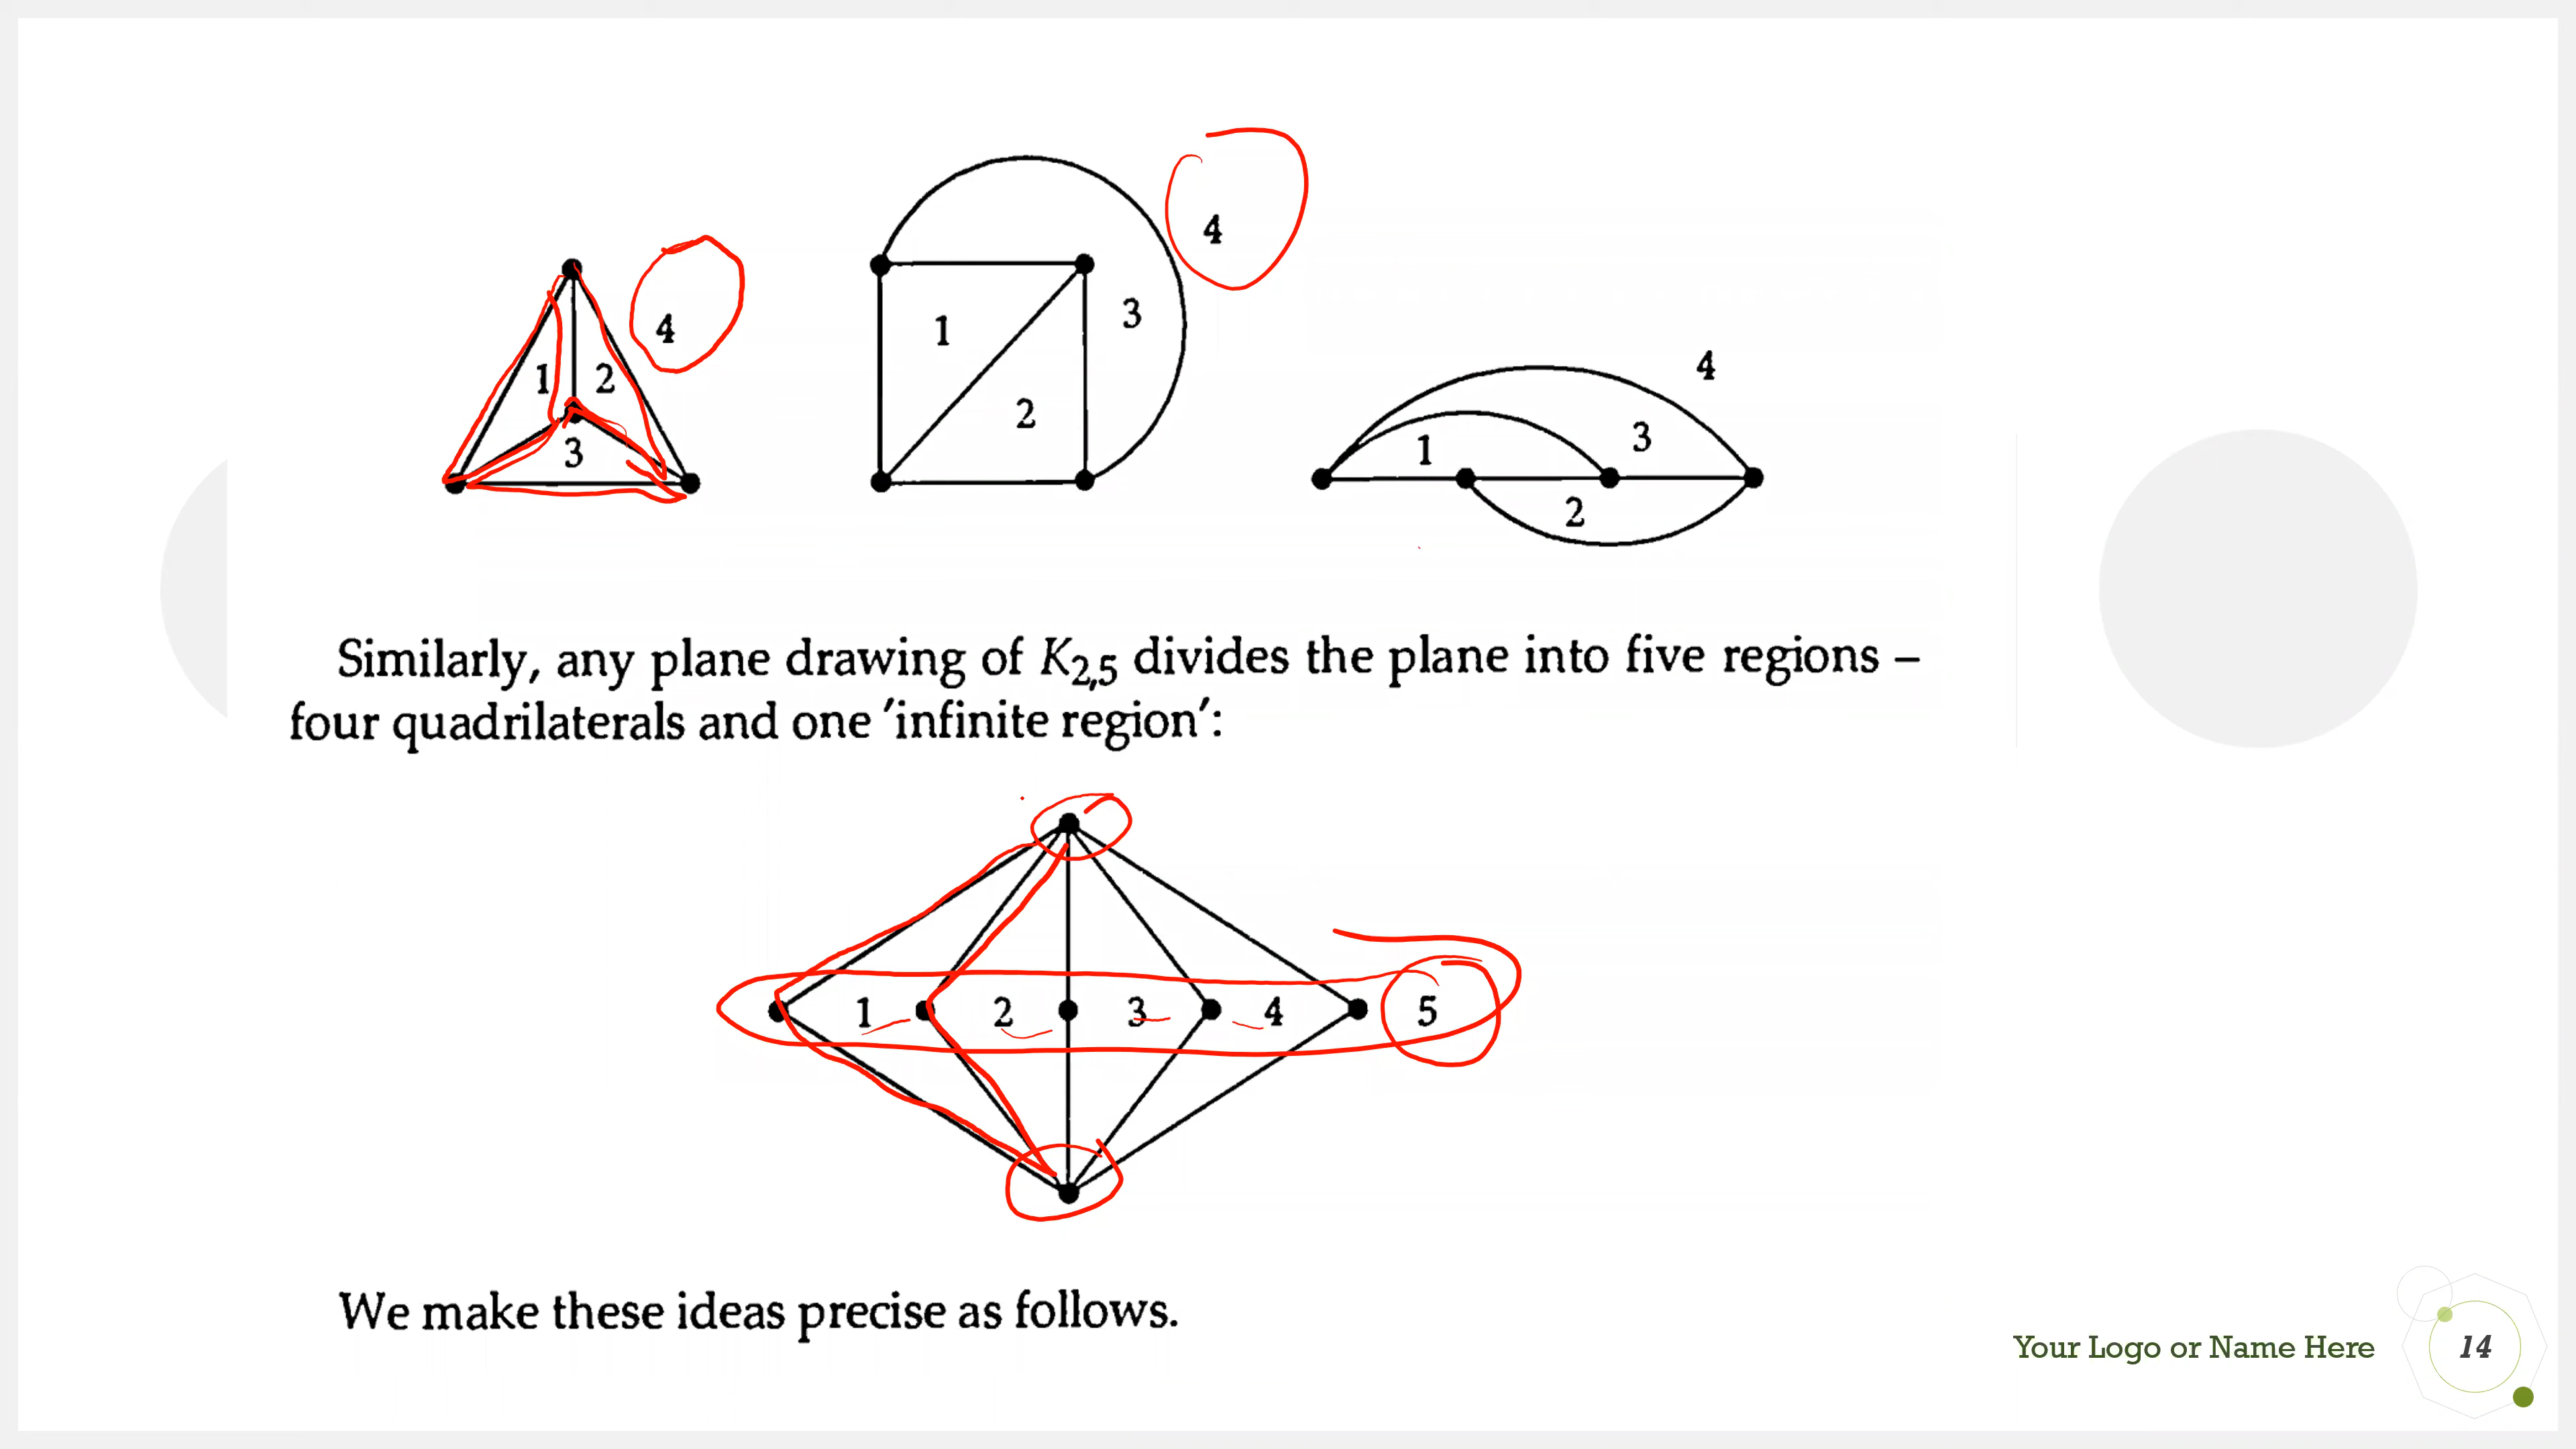 4
1 2
3
4
1
3
2
4
1
3
2
Similarly, any plane drawing of K2,5 divides the plane into five regions –
four quadrilaterals and one 'infinite region':
1 2 3 4 5
We make these ideas precise as follows.
Your Logo or Name Here 14